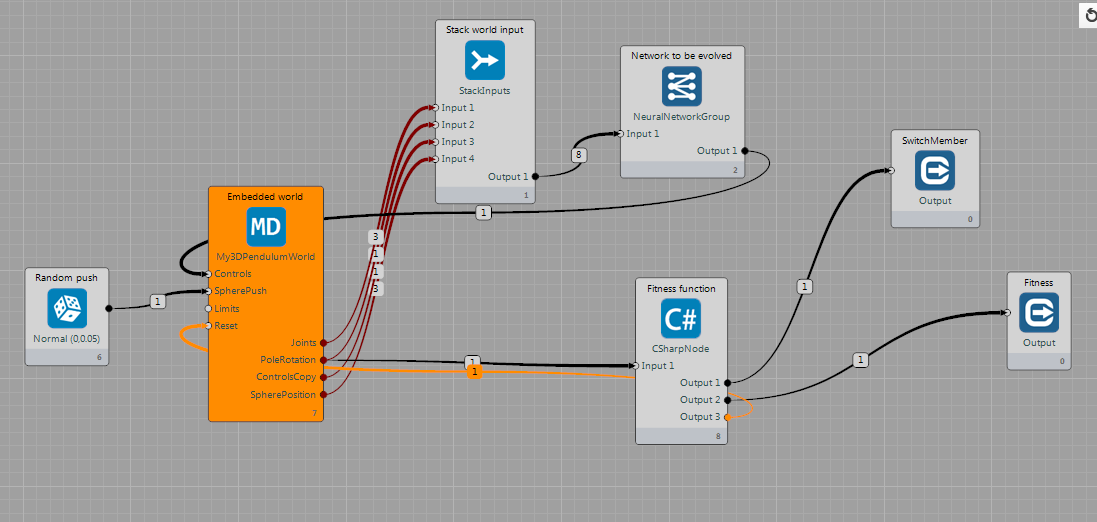 Random push
1
Normal (0,0.05)
6
Embedded world
MD
My3DPendulumWorld
Controls
SpherePush
Limits
Reset
Joints
PoleRotation
ControlsCopy
SpherePosition
7
Stack world input
StackInputs
Input 1
Input 2
Input 3
Input 4
Output 1
1
3
1
1
3
8
Network to be evolved
NeuralNetworkGroup
Input 1
Output 1
2
1
1
1
Fitness function
C#
CSharpNode
Input 1
Output 1
Output 2
Output 3
8
1
1
SwitchMember
Output
0
Fitness
Output
0